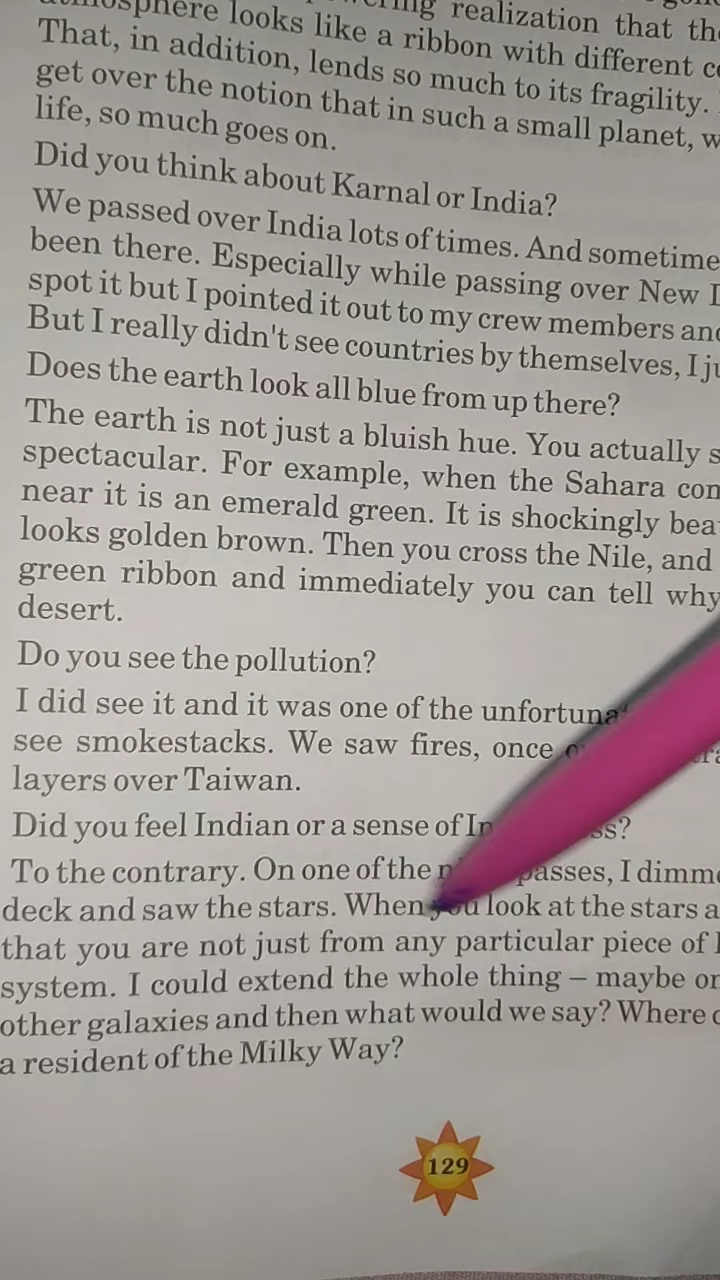 realization that
looks like a ribbon with different
That, in addition, lends so much to its fragility.
get over the notion that in such a small planet,
life, so much goes on.
Did you think about Karnal or India?
We passed over India lots of times. And sometime
been there. Especially while passing over New
spot it but I pointed it out to my crew members and
But I really didn't see countries by themselves, I
Does the earth look all blue from up there?
The earth is not just a bluish hue. You actually
spectacular. For example, when the Sahara
near it is an emerald green. It is shockingly
looks golden brown. Then you cross the Nile, and
green ribbon and immediately you can tell why
desert.
Do you see the pollution?
I did see it and it was one of the
see smokestacks. We saw fires, once
layers over Taiwan.
Did you feel Indian or a sense of
To the contrary. On one of the passes, I
deck and saw the stars. When you look at the stars
that you are not just from any particular piece of
system. I could extend the whole thing – maybe
other galaxies and then what would we say? Where
a resident of the Milky Way?
129